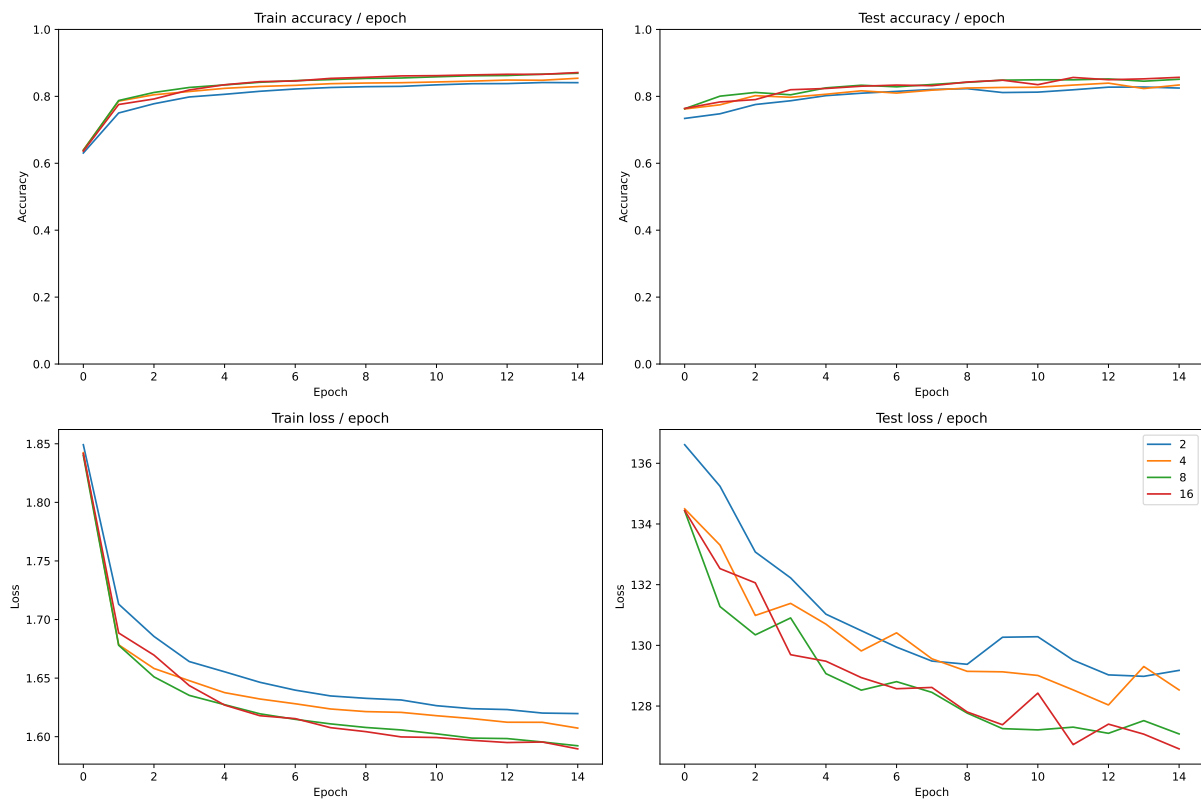 Train accuracy / epoch
1.0
0.8
0.6
0.4
0.2
0.0
Accuracy
0 2 4 6 8 10 12 14
Epoch
Test accuracy / epoch
1.0
0.8
0.6
0.4
0.2
0.0
Accuracy
0 2 4 6 8 10 12 14
Epoch
Train loss / epoch
1.85
1.80
1.75
1.70
1.65
1.60
Loss
0 2 4 6 8 10 12 14
Epoch
Test loss / epoch
136
134
132
130
128
Loss
0 2 4 6 8 10 12 14
Epoch
2
4
8
16